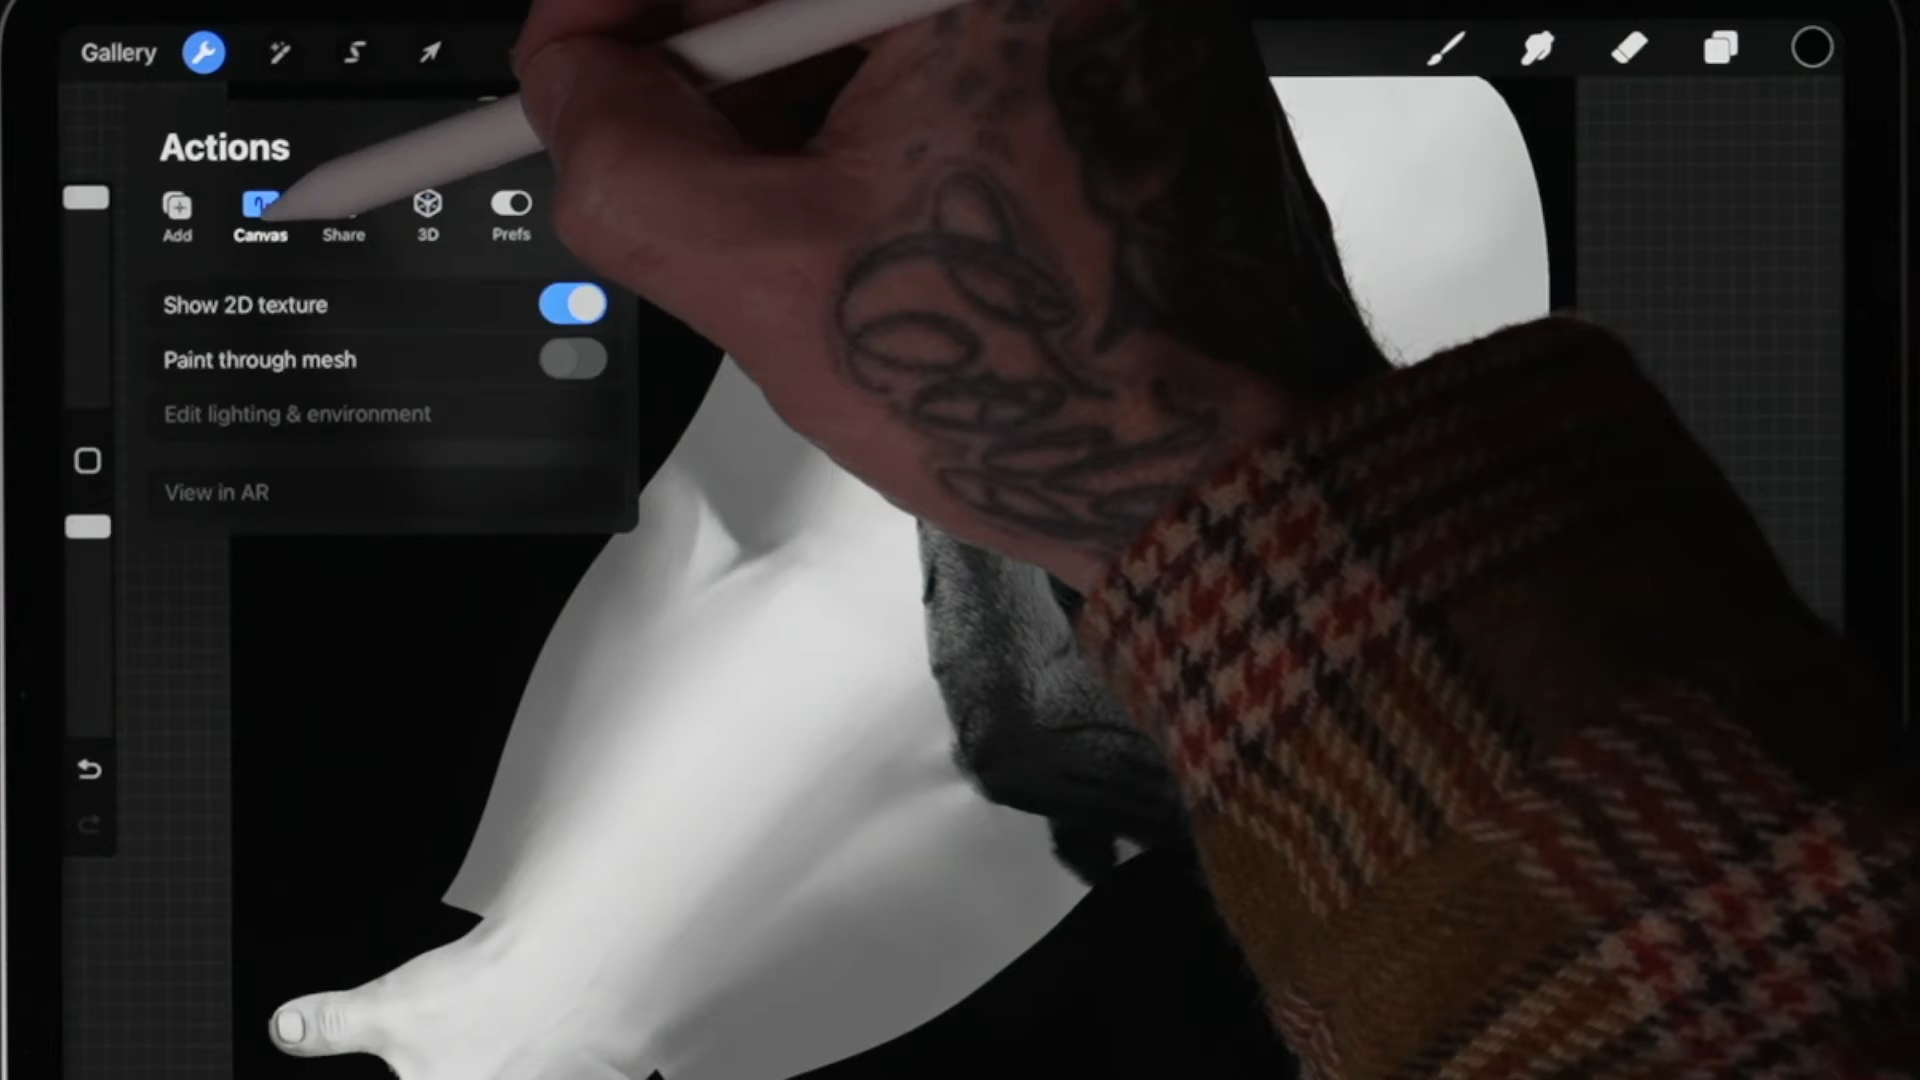 Gallery
Actions
Add Canvas Share 3D Prefs
Show 2D texture
Paint through mesh
Edit lighting & environment
View in AR